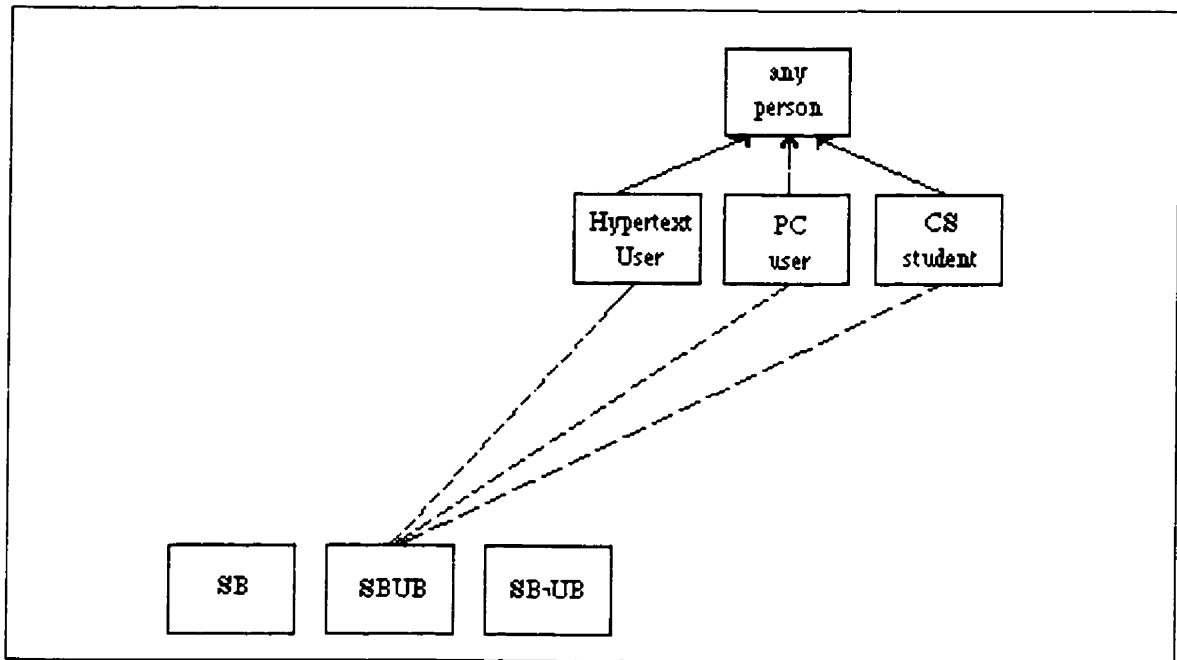 any
person
Hypertext
User
PC
user
CS
student
SB
SBUB
SB¬UB